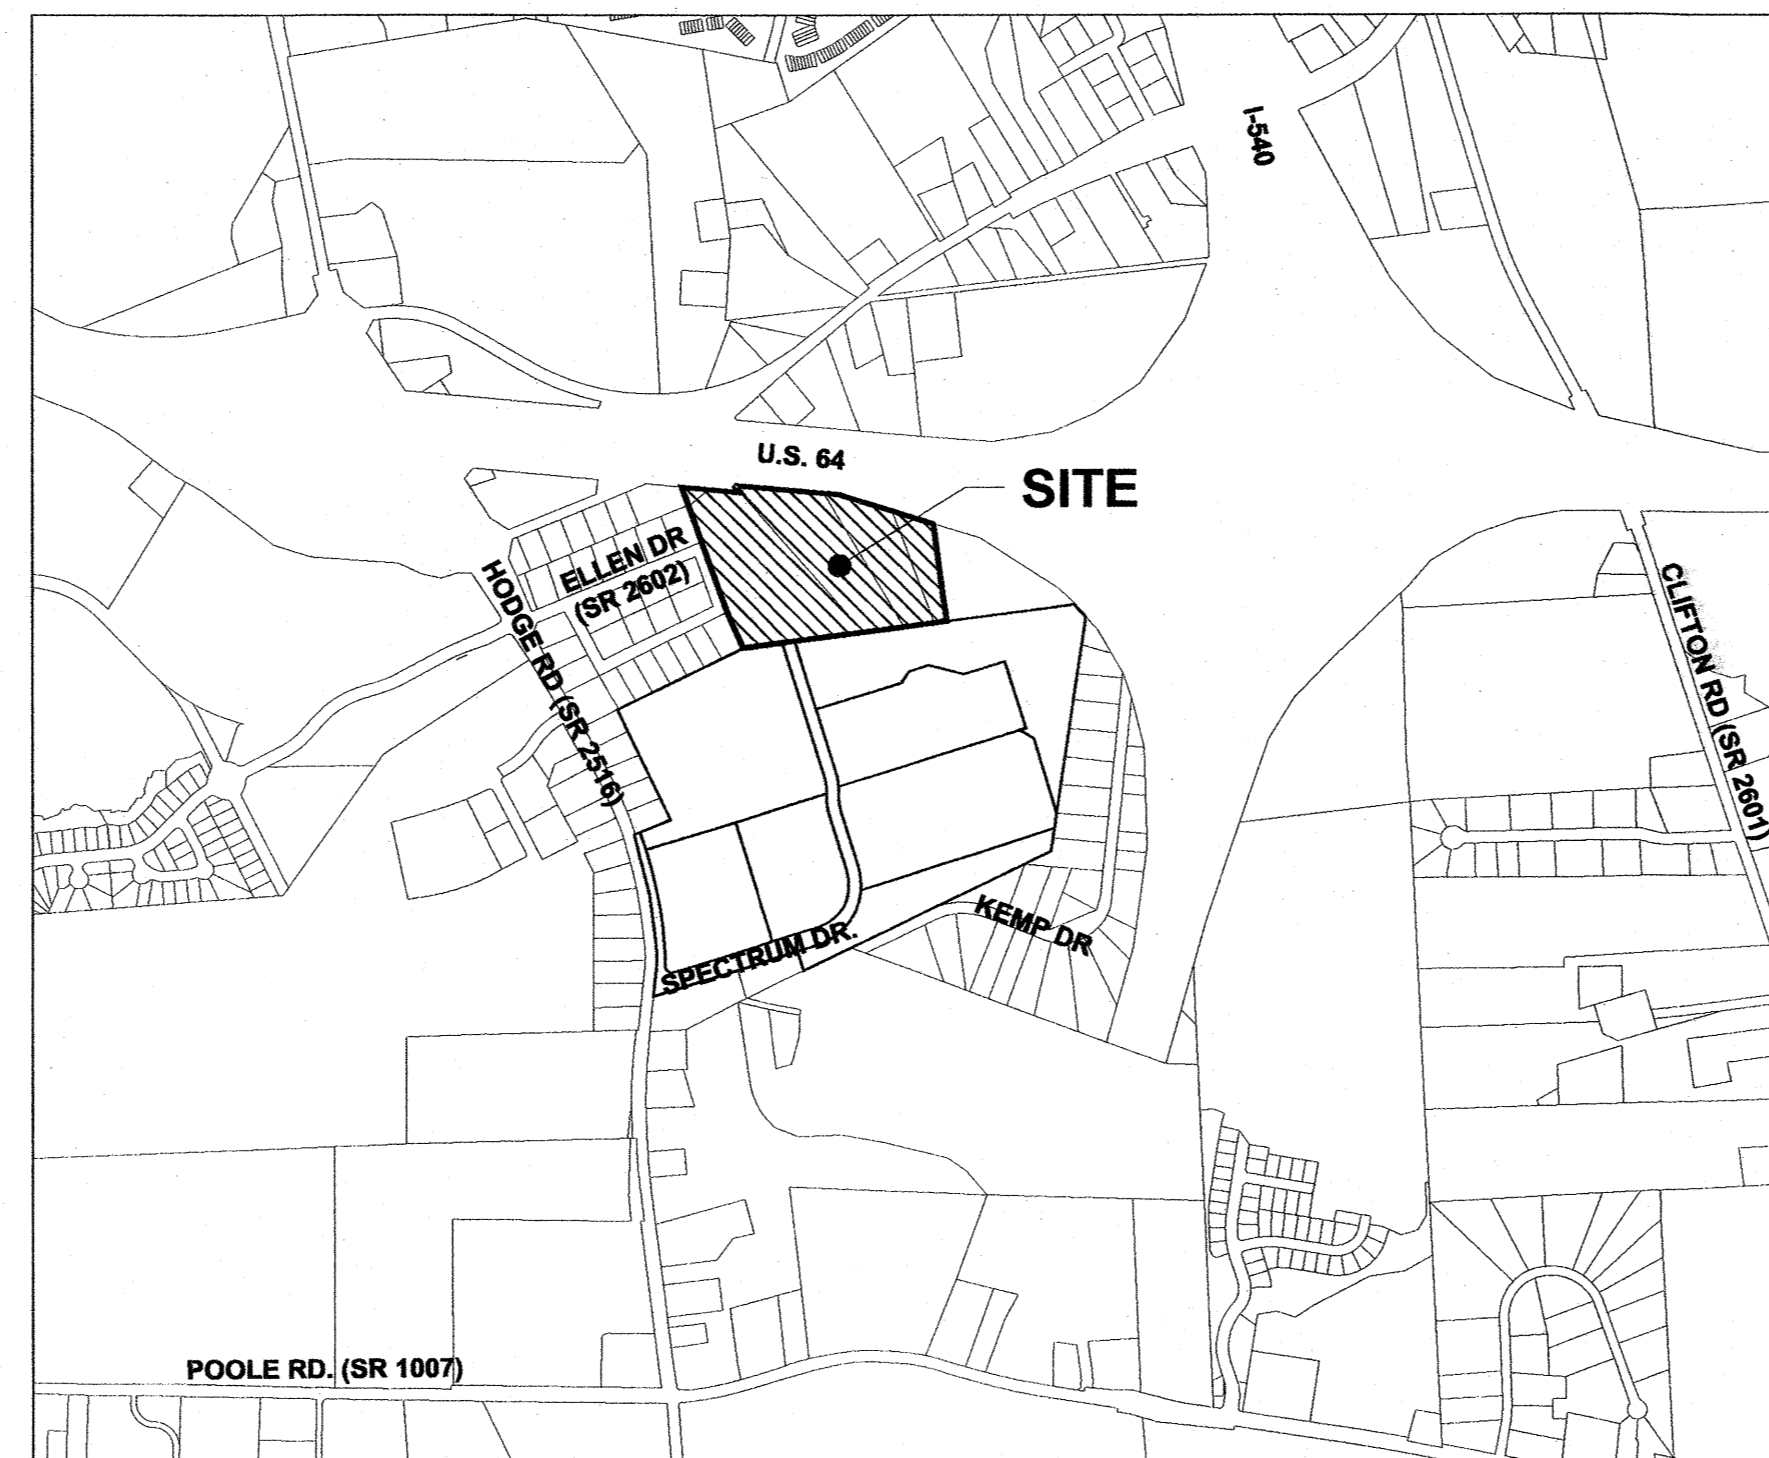 I-540
U.S. 64
SITE
ELLEN DR
(SR 2602)
HODGE RD (SR 2516)
CLIFTON RD (SR 2601)
KEMP DR
SPECTRUM DR.
POOLE RD. (SR 1007)